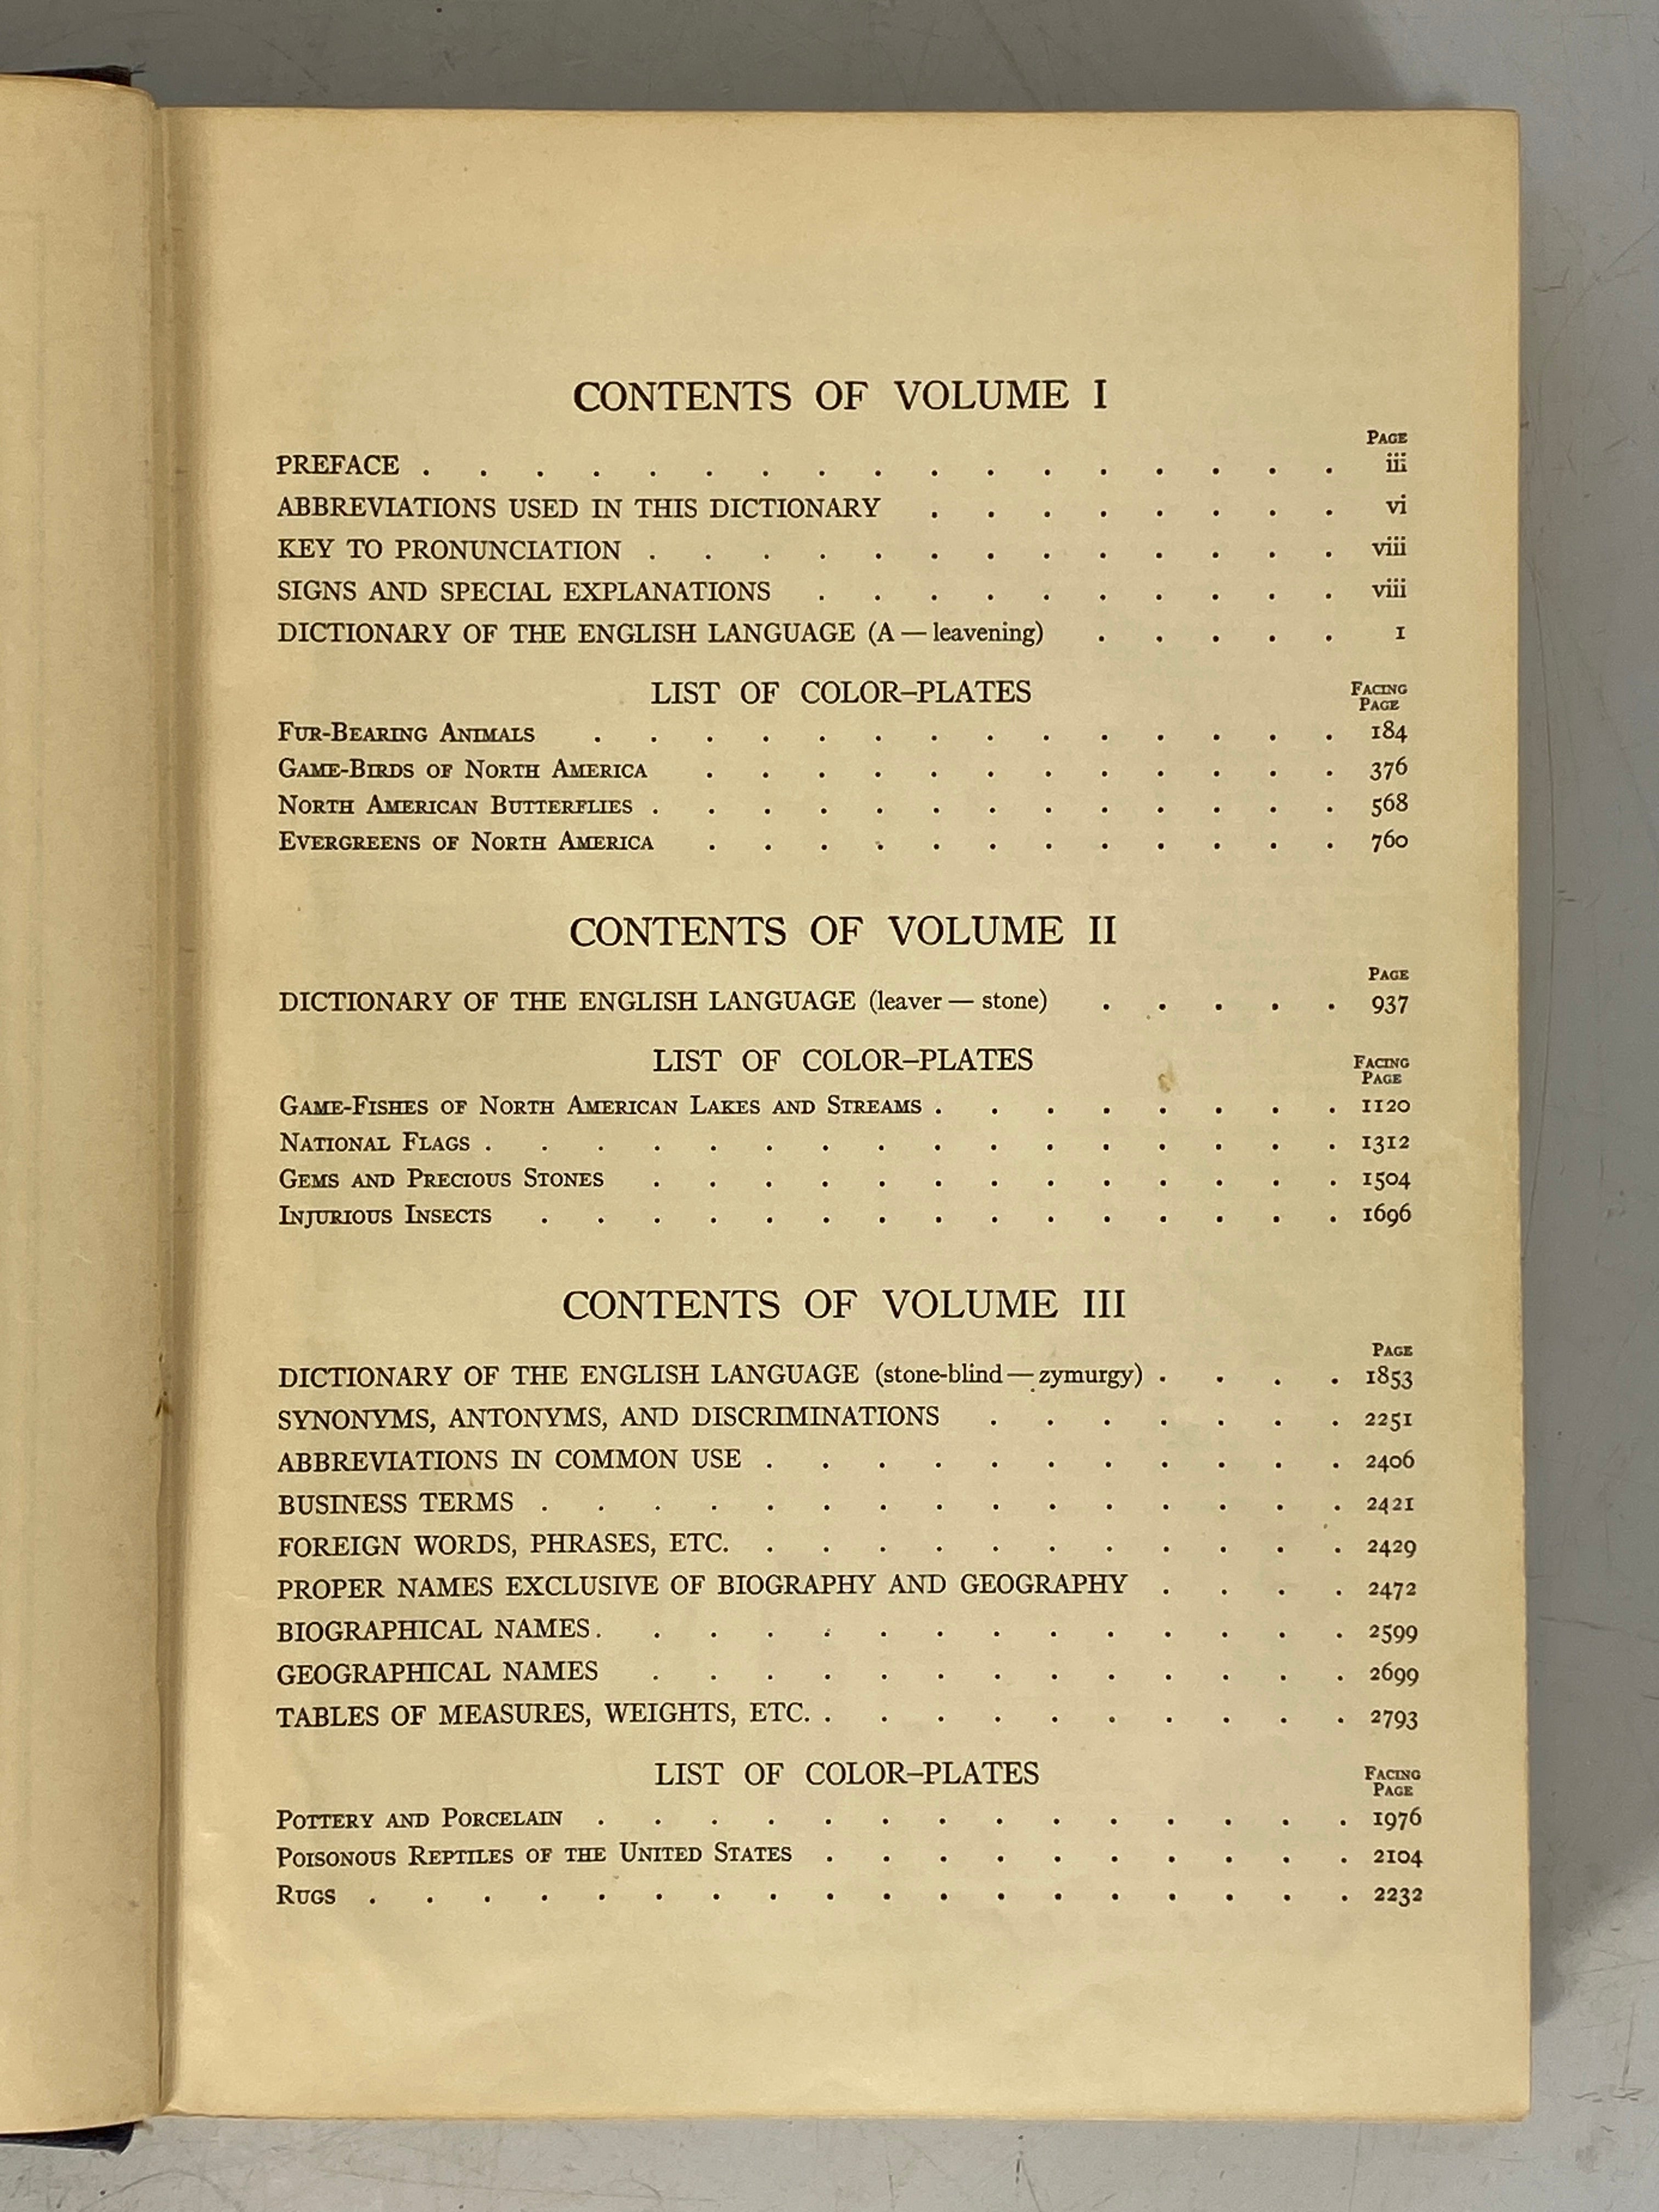 CONTENTS OF VOLUME I
PAGE
PREFACE . . . . . . . . . . . . . . . . . iii
ABBREVIATIONS USED IN THIS DICTIONARY . . . . . . . . vi
KEY TO PRONUNCIATION . . . . . . . . . . . . . viii
SIGNS AND SPECIAL EXPLANATIONS . . . . . . . . . . viii
DICTIONARY OF THE ENGLISH LANGUAGE (A — leavening) . . . . . 1
LIST OF COLOR-PLATES
FACING
PAGE
FUR-BEARING ANIMALS . . . . . . . . . . . . . . 184
GAME-BIRDS OF NORTH AMERICA . . . . . . . . . . . . 376
NORTH AMERICAN BUTTERFLIES . . . . . . . . . . . . . 568
EVERGREENS OF NORTH AMERICA . . . . . . . . . . . . 760
CONTENTS OF VOLUME II
PAGE
DICTIONARY OF THE ENGLISH LANGUAGE (leaver — stone) . . . . . 937
LIST OF COLOR-PLATES
FACING
PAGE
GAME-FISHES OF NORTH AMERICAN LAKES AND STREAMS . . . . . . . . 1120
NATIONAL FLAGS . . . . . . . . . . . . . . . . 1312
GEMS AND PRECIOUS STONES . . . . . . . . . . . . . 1504
INJURIOUS INSECTS . . . . . . . . . . . . . . . 1696
CONTENTS OF VOLUME III
PAGE
DICTIONARY OF THE ENGLISH LANGUAGE (stone-blind — zymurgy) . . . . 1853
SYNONYMS, ANTONYMS, AND DISCRIMINATIONS . . . . . . . 2251
ABBREVIATIONS IN COMMON USE . . . . . . . . . . . 2406
BUSINESS TERMS . . . . . . . . . . . . . . . 2421
FOREIGN WORDS, PHRASES, ETC. . . . . . . . . . . . 2429
PROPER NAMES EXCLUSIVE OF BIOGRAPHY AND GEOGRAPHY . . . . 2472
BIOGRAPHICAL NAMES . . . . . . . . . . . . . . 2599
GEOGRAPHICAL NAMES . . . . . . . . . . . . . 2699
TABLES OF MEASURES, WEIGHTS, ETC. . . . . . . . . . . 2793
LIST OF COLOR-PLATES
FACING
PAGE
POTTERY AND PORCELAIN . . . . . . . . . . . . . . 1976
POISONOUS REPTILES OF THE UNITED STATES . . . . . . . . . . 2104
RUGS . . . . . . . . . . . . . . . . . . 2232